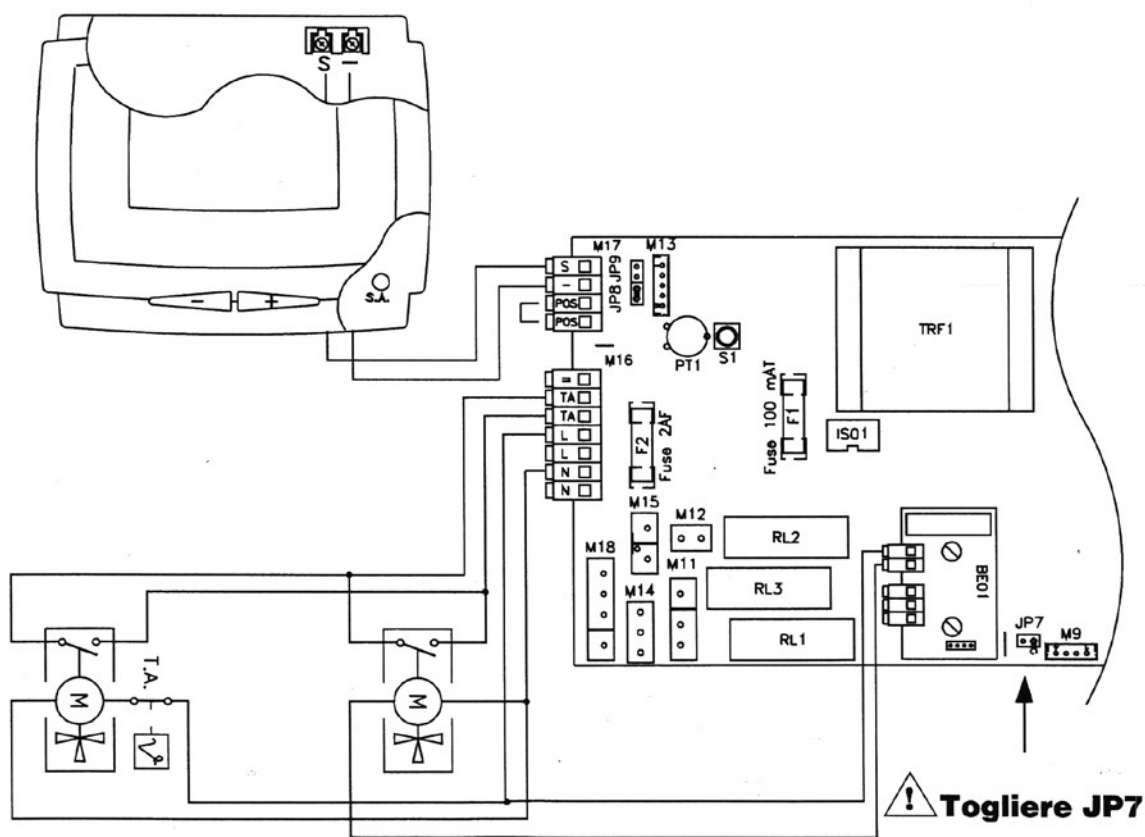 S –
S.A.
– +
M17
M13
S
–
POS
POS
JP8
JP9
M16
TA
TA
L
L
N
N
PT1
S1
TRF1
F2
Fuse 2AF
F1
Fuse 100 mAT
ISO1
M15
M12
RL2
M18
M14
M11
RL3
RL1
BE01
JP7
M9
T.A.
M
M
! Togliere JP7